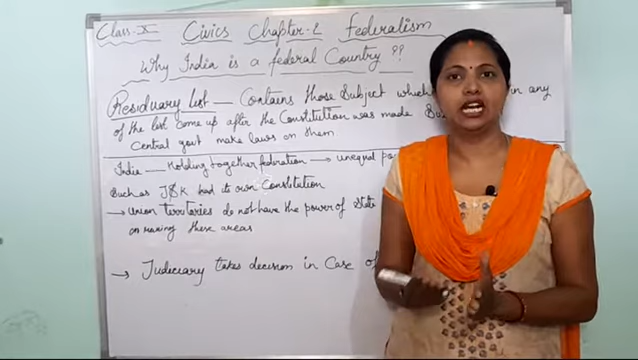 Class-X Civics Chapter-2 Federalism
Why India is a federal Country ??
Residuary list — Contains those Subject which in any
of the list come up after the Constitution was made
Central govt make laws on them
India — Holding together federation → unequal
Such as J&K had its own Constitution
→ union territories do not have the power of State
on these areas
→ Judiciary takes decision in Case of